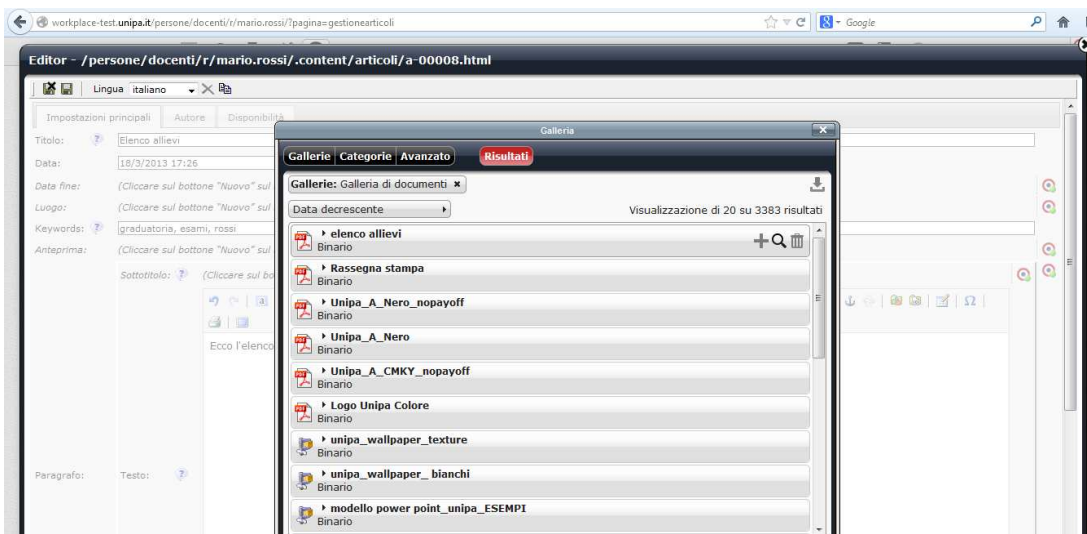 workplace-test.unipa.it/persone/docenti/r/mario.rossi/?pagina=gestionearticoli
Google
Editor - /persone/docenti/r/mario.rossi/.content/articoli/a-00008.html
Lingua italiano
Impostazioni principali Autore Disponibilità
Galleria
Titolo: ? Elenco allievi
Gallerie Categorie Avanzato Risultati
Data: 18/3/2013 17:26
Gallerie: Galleria di documenti
Data fine: (Cliccare sul bottone "Nuovo" sul
Luogo: (Cliccare sul bottone "Nuovo" sul
Data decrescente Visualizzazione di 20 su 3383 risultati
Keywords: ? graduatoria, esami, rossi
Anteprima: (Cliccare sul bottone "Nuovo" sul
Sottotitolo: ? (Cliccare sul bo
Ecco l'elenco
Paragrafo: Testo: ?
elenco allievi
Binario
Rassegna stampa
Binario
Unipa_A_Nero_nopayoff
Binario
Unipa_A_Nero
Binario
Unipa_A_CMKY_nopayoff
Binario
Logo Unipa Colore
Binario
unipa_wallpaper_texture
Binario
unipa_wallpaper_ bianchi
Binario
modello power point_unipa_ESEMPI
Binario